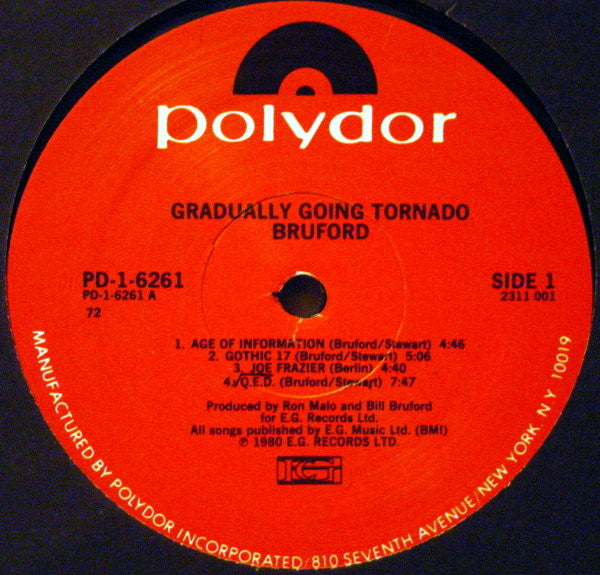 polydor
GRADUALLY GOING TORNADO
BRUFORD
PD-1-6261
PD-1-6261 A
72
SIDE 1
2311 001
1. AGE OF INFORMATION (Bruford/Stewart) 4:46
2. GOTHIC 17 (Bruford/Stewart) 5:06
3. JOE FRAZIER (Berlin) 4:40
4. Q.E.D. (Bruford/Stewart) 7:47
Produced by Ron Malo and Bill Bruford
for E.G. Records Ltd.
All songs published by E.G. Music Ltd. (BMI)
℗ 1980 E.G. RECORDS LTD.
EG
MANUFACTURED BY POLYDOR INCORPORATED/810 SEVENTH AVENUE/NEW YORK N Y 10019